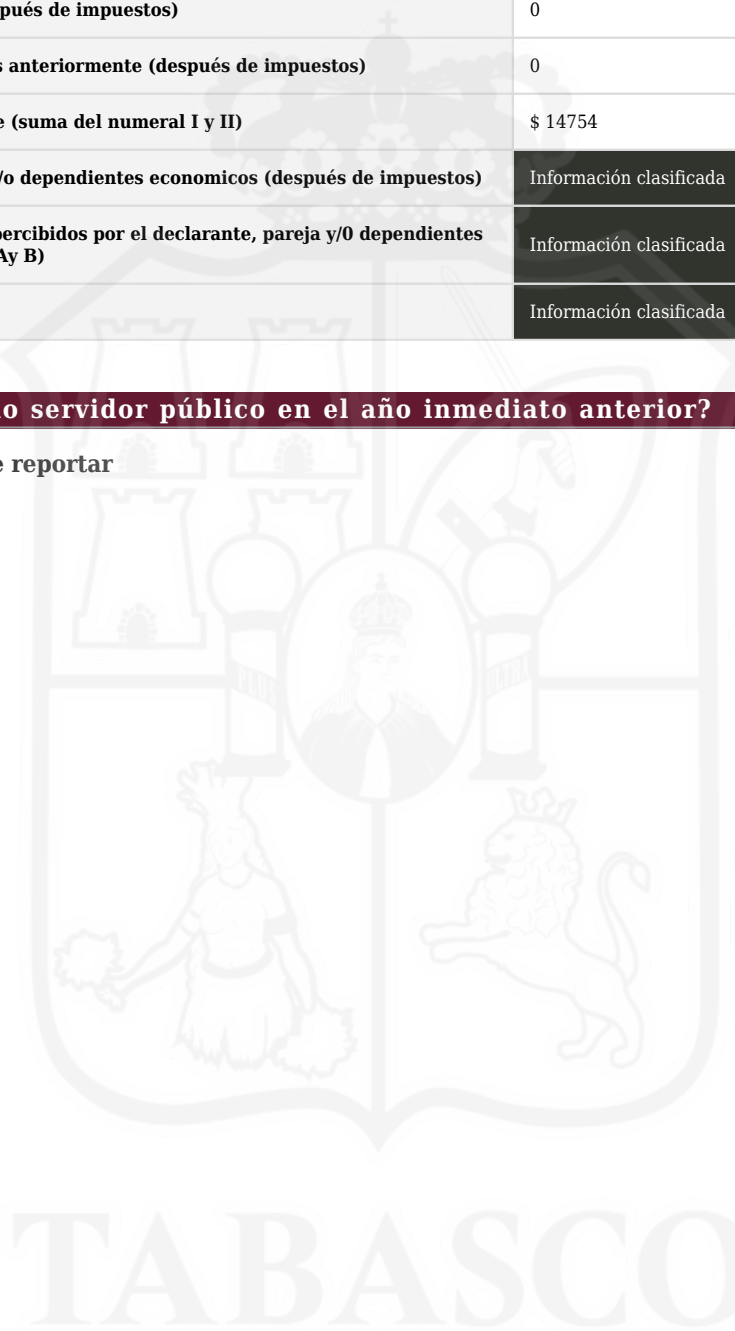 pués de impuestos)
0
s anteriormente (después de impuestos)
0
e (suma del numeral I y II)
$ 14754
/o dependientes economicos (después de impuestos)
Información clasificada
percibidos por el declarante, pareja y/0 dependientes
Ay B)
Información clasificada
Información clasificada
o servidor público en el año inmediato anterior?
e reportar
PLUS
ULTRA
TABASCO